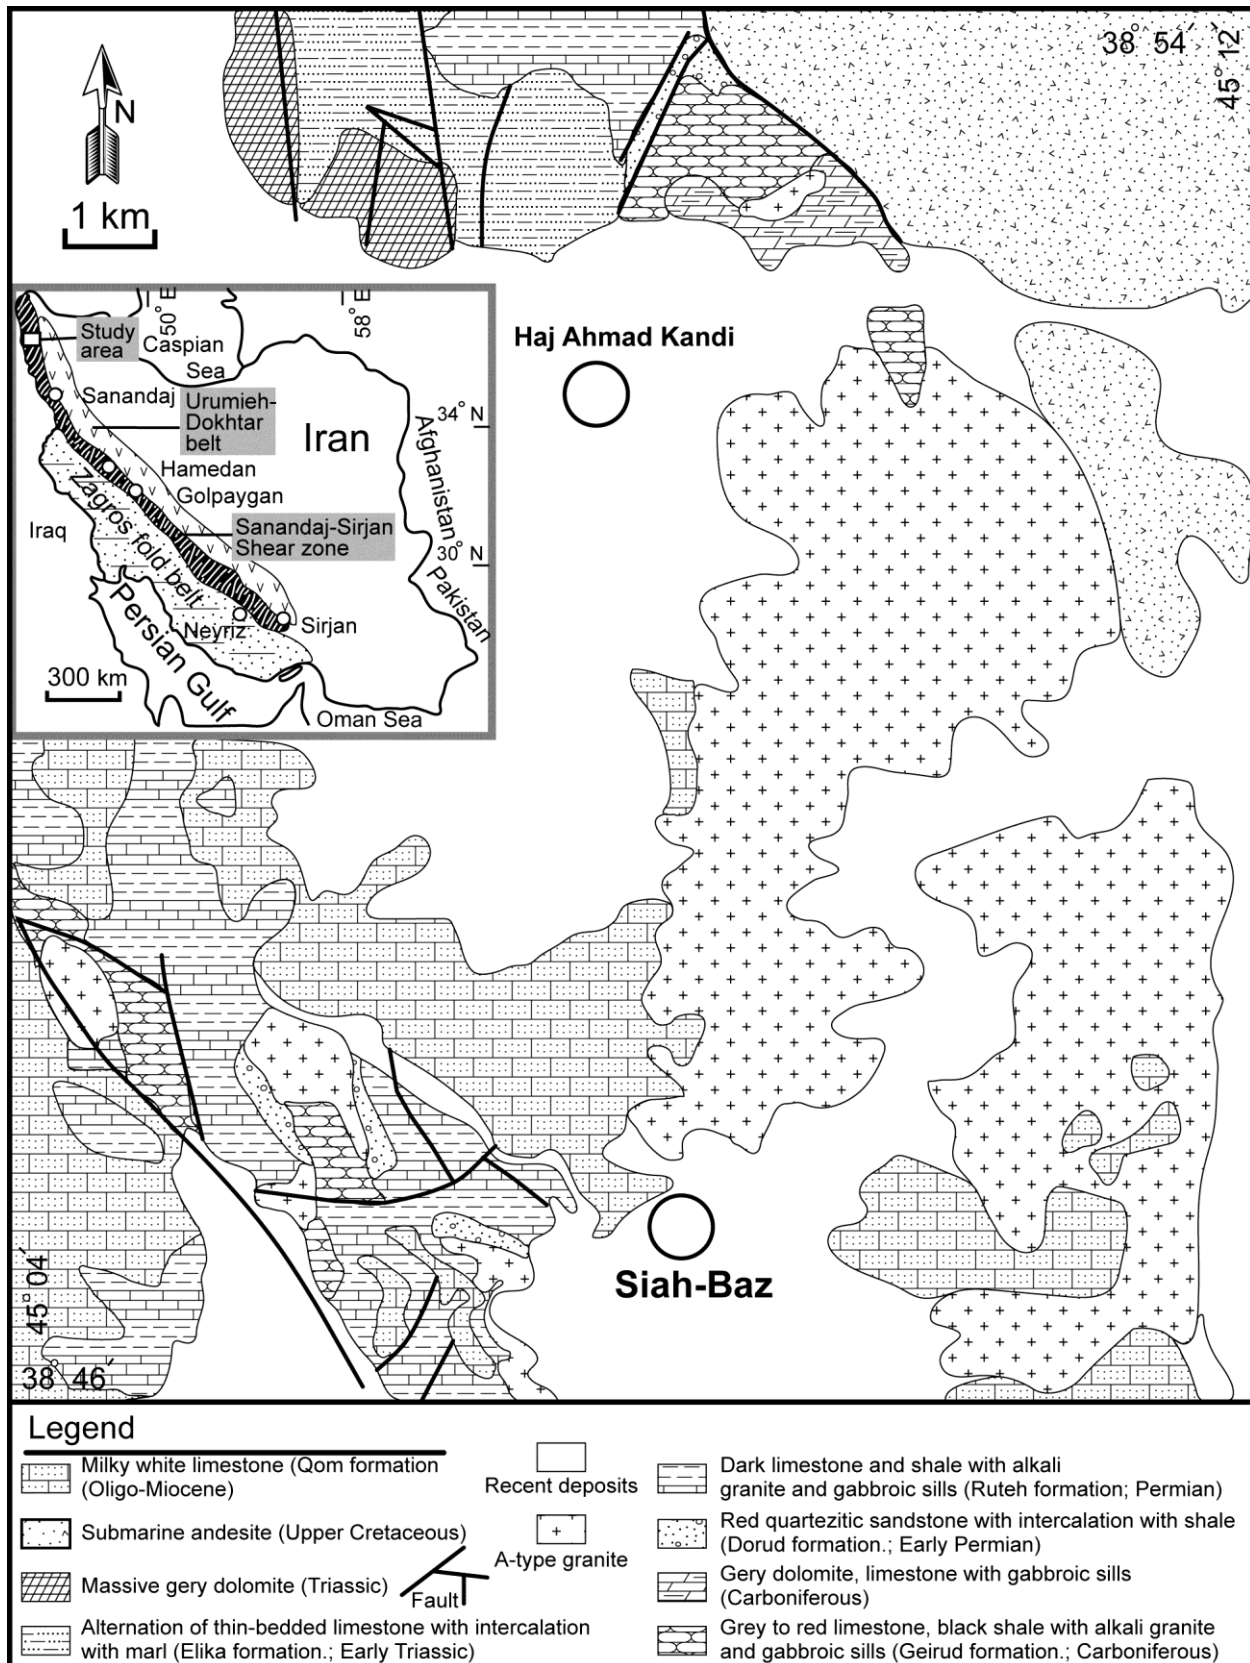 38° 54′
45° 12′
N
1 km
50° E
58° E
Study
area
Caspian
Sea
Sanandaj
Urumieh-
Dokhtar
belt
34° N
Iran
Afghanistan
Hamedan
Golpaygan
Zagros fold belt
Iraq
Sanandaj-Sirjan
Shear zone
30° N
Pakistan
Persian Gulf
Neyriz
Sirjan
300 km
Oman Sea
Haj Ahmad Kandi
Siah-Baz
45° 04′
38° 46′
Legend
Milky white limestone (Qom formation
(Oligo-Miocene)
Submarine andesite (Upper Cretaceous)
Massive gery dolomite (Triassic)
Fault
Alternation of thin-bedded limestone with intercalation
with marl (Elika formation.; Early Triassic)
Recent deposits
A-type granite
Dark limestone and shale with alkali
granite and gabbroic sills (Ruteh formation; Permian)
Red quartezitic sandstone with intercalation with shale
(Dorud formation.; Early Permian)
Gery dolomite, limestone with gabbroic sills
(Carboniferous)
Grey to red limestone, black shale with alkali granite
and gabbroic sills (Geirud formation.; Carboniferous)